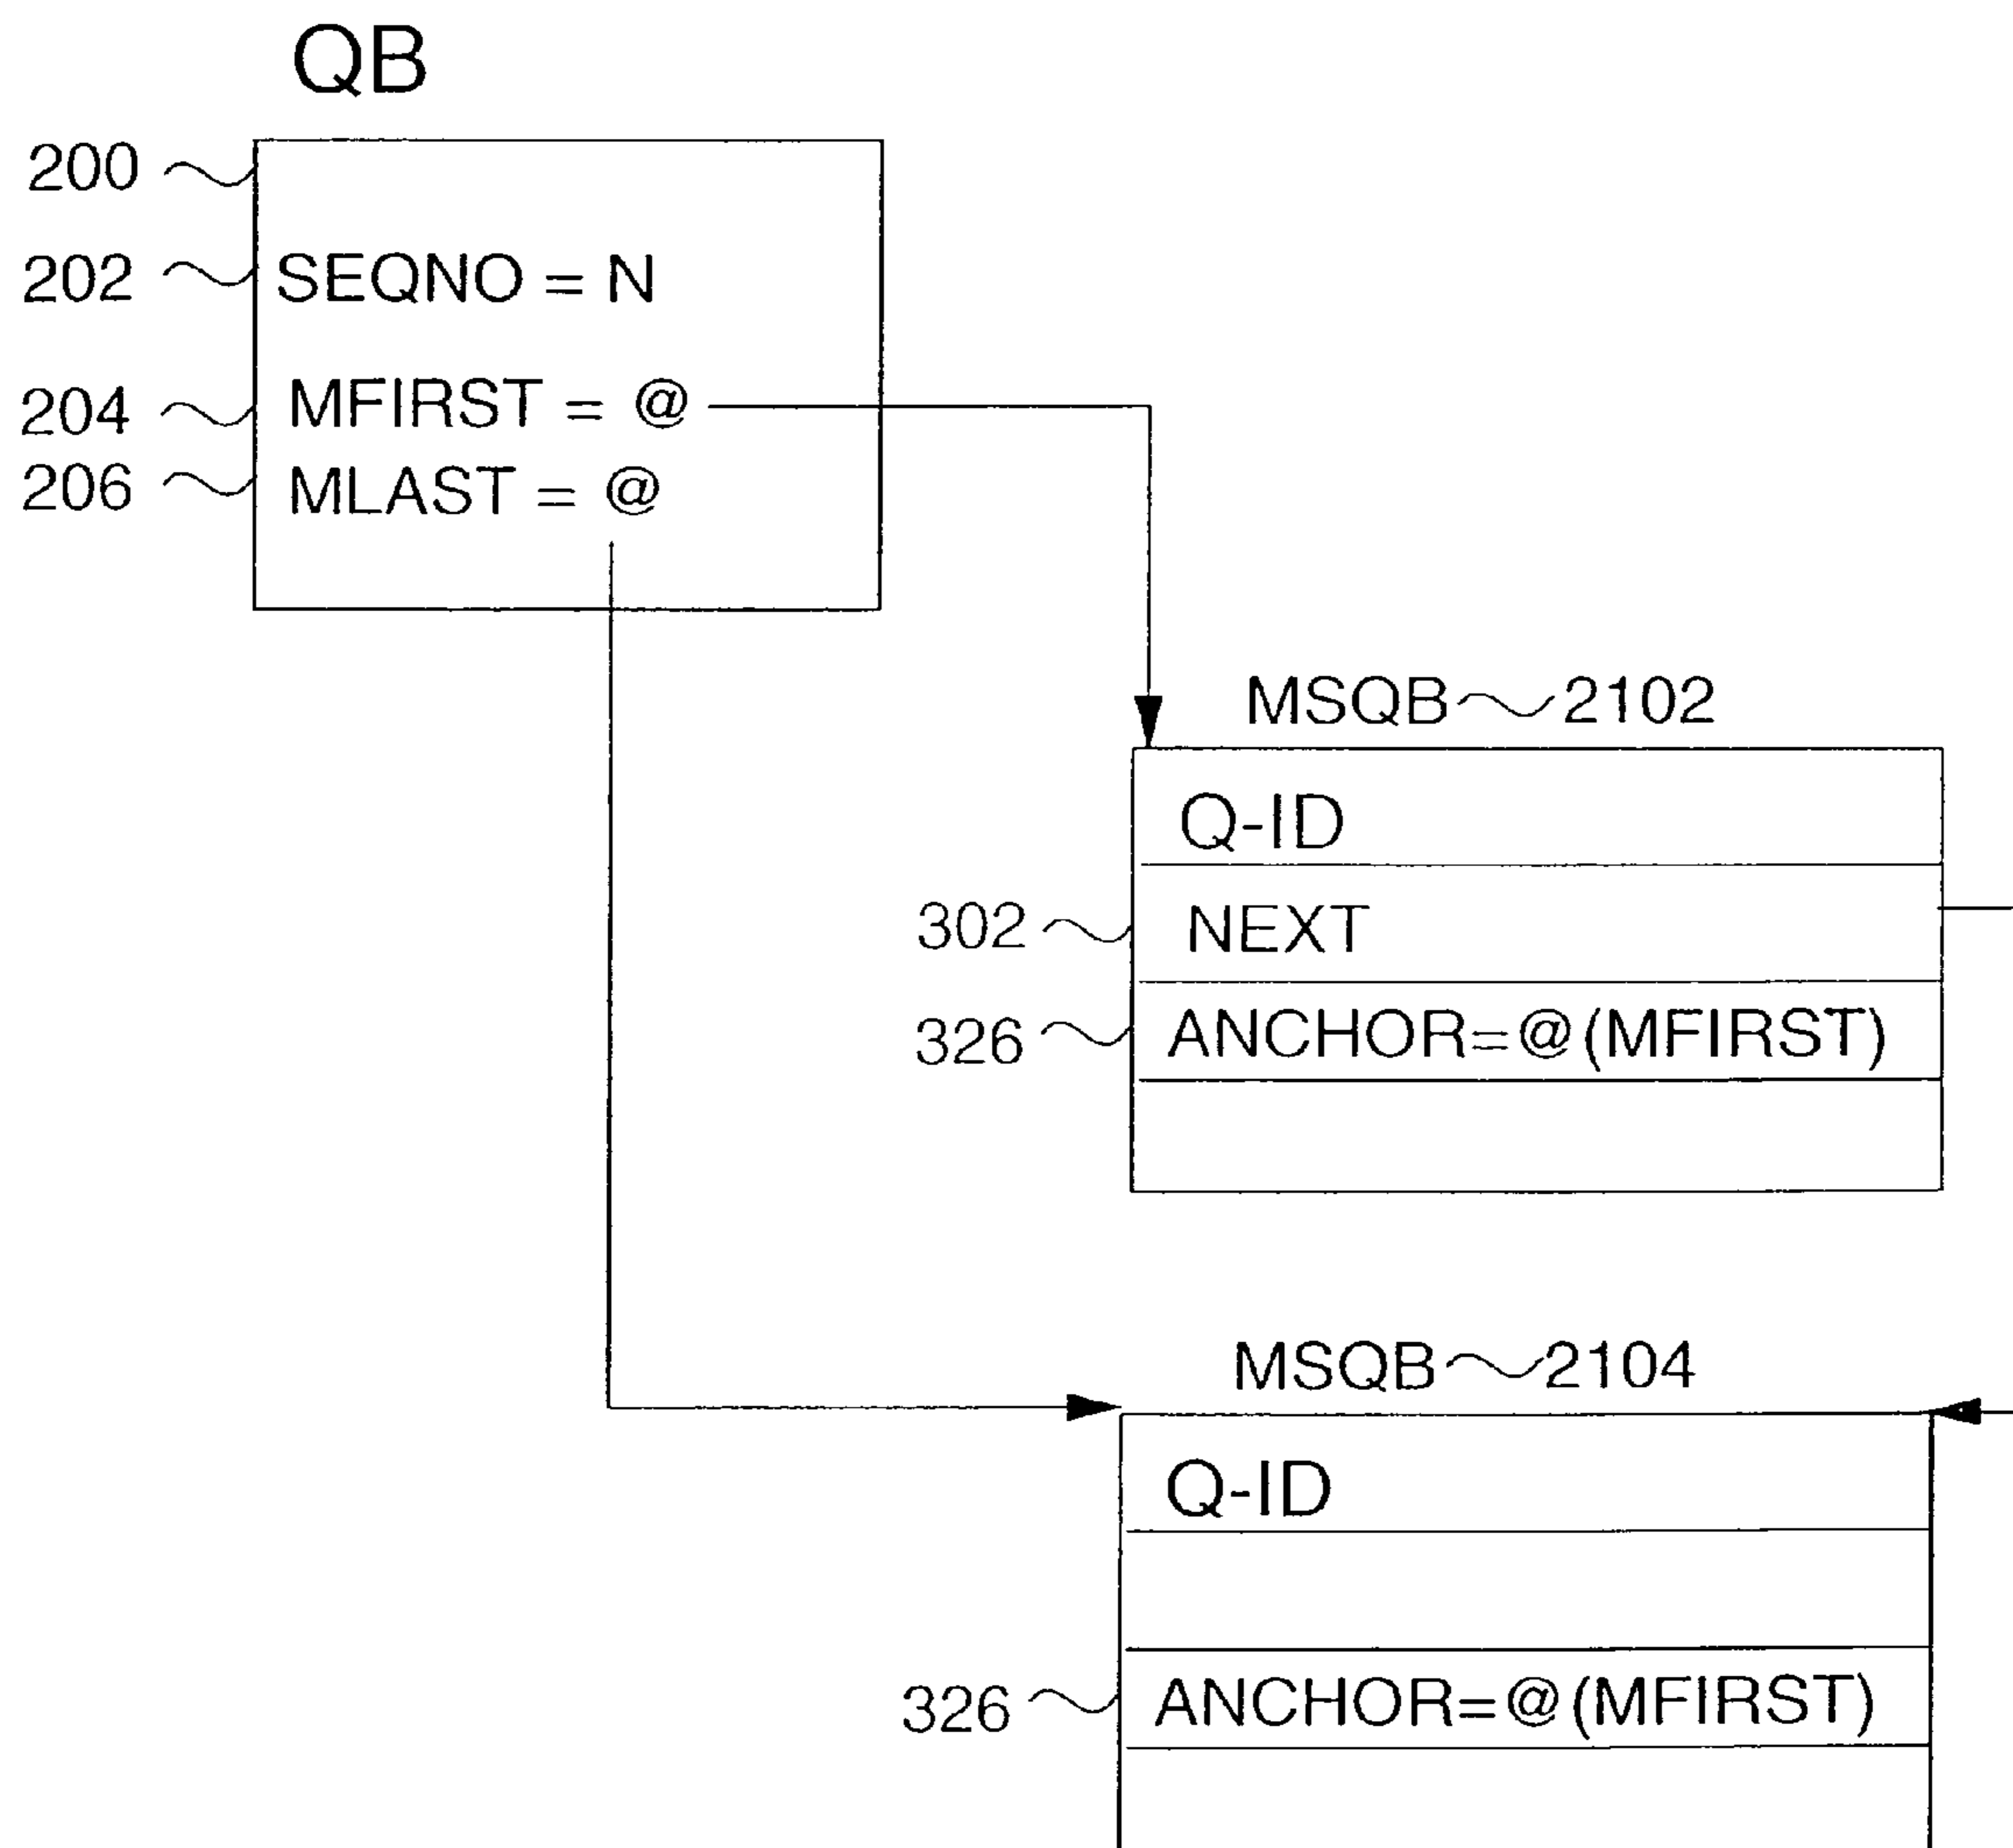 QB
200
202 SEQNO = N
204 MFIRST = @
206 MLAST = @
MSQB 2102
Q-ID
302 NEXT
326 ANCHOR=@(MFIRST)
MSQB 2104
Q-ID
326 ANCHOR=@(MFIRST)